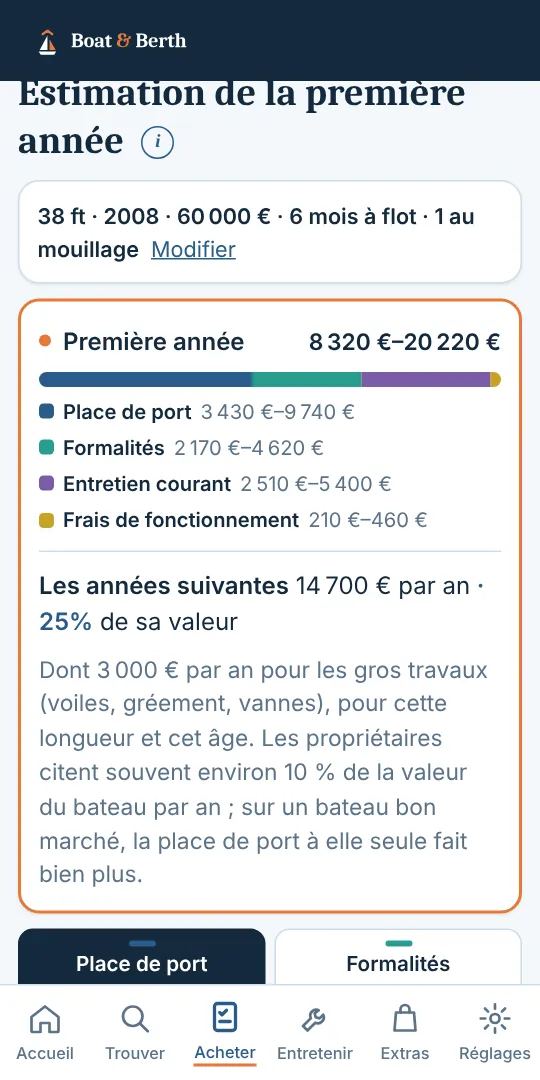 Boat & Berth
Estimation de la première
année i
38 ft · 2008 · 60 000 € · 6 mois à flot · 1 au
mouillage Modifier
Première année 8 320 €–20 220 €
Place de port 3 430 €–9 740 €
Formalités 2 170 €–4 620 €
Entretien courant 2 510 €–5 400 €
Frais de fonctionnement 210 €–460 €
Les années suivantes 14 700 € par an ·
25% de sa valeur
Dont 3 000 € par an pour les gros travaux
(voiles, gréement, vannes), pour cette
longueur et cet âge. Les propriétaires
citent souvent environ 10 % de la valeur
du bateau par an ; sur un bateau bon
marché, la place de port à elle seule fait
bien plus.
Place de port Formalités
Accueil Trouver Acheter Entretenir Extras Réglages